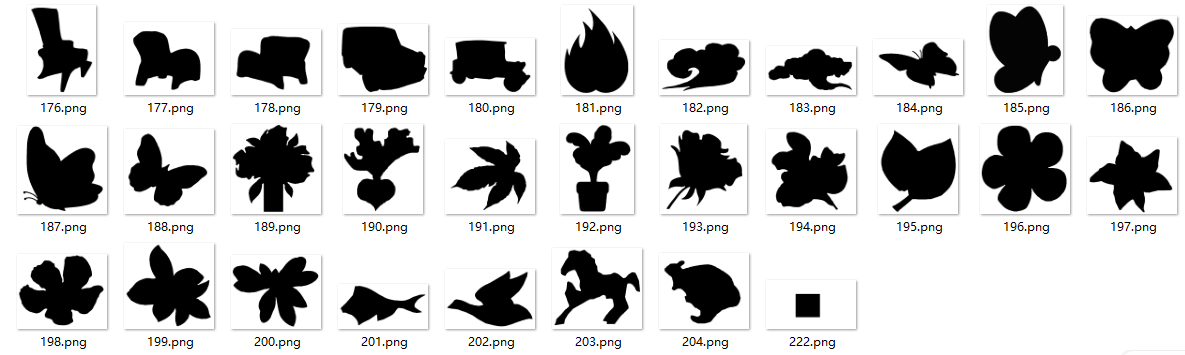 176.png 177.png 178.png 179.png 180.png 181.png 182.png 183.png 184.png 185.png 186.png
187.png 188.png 189.png 190.png 191.png 192.png 193.png 194.png 195.png 196.png 197.png
198.png 199.png 200.png 201.png 202.png 203.png 204.png 222.png